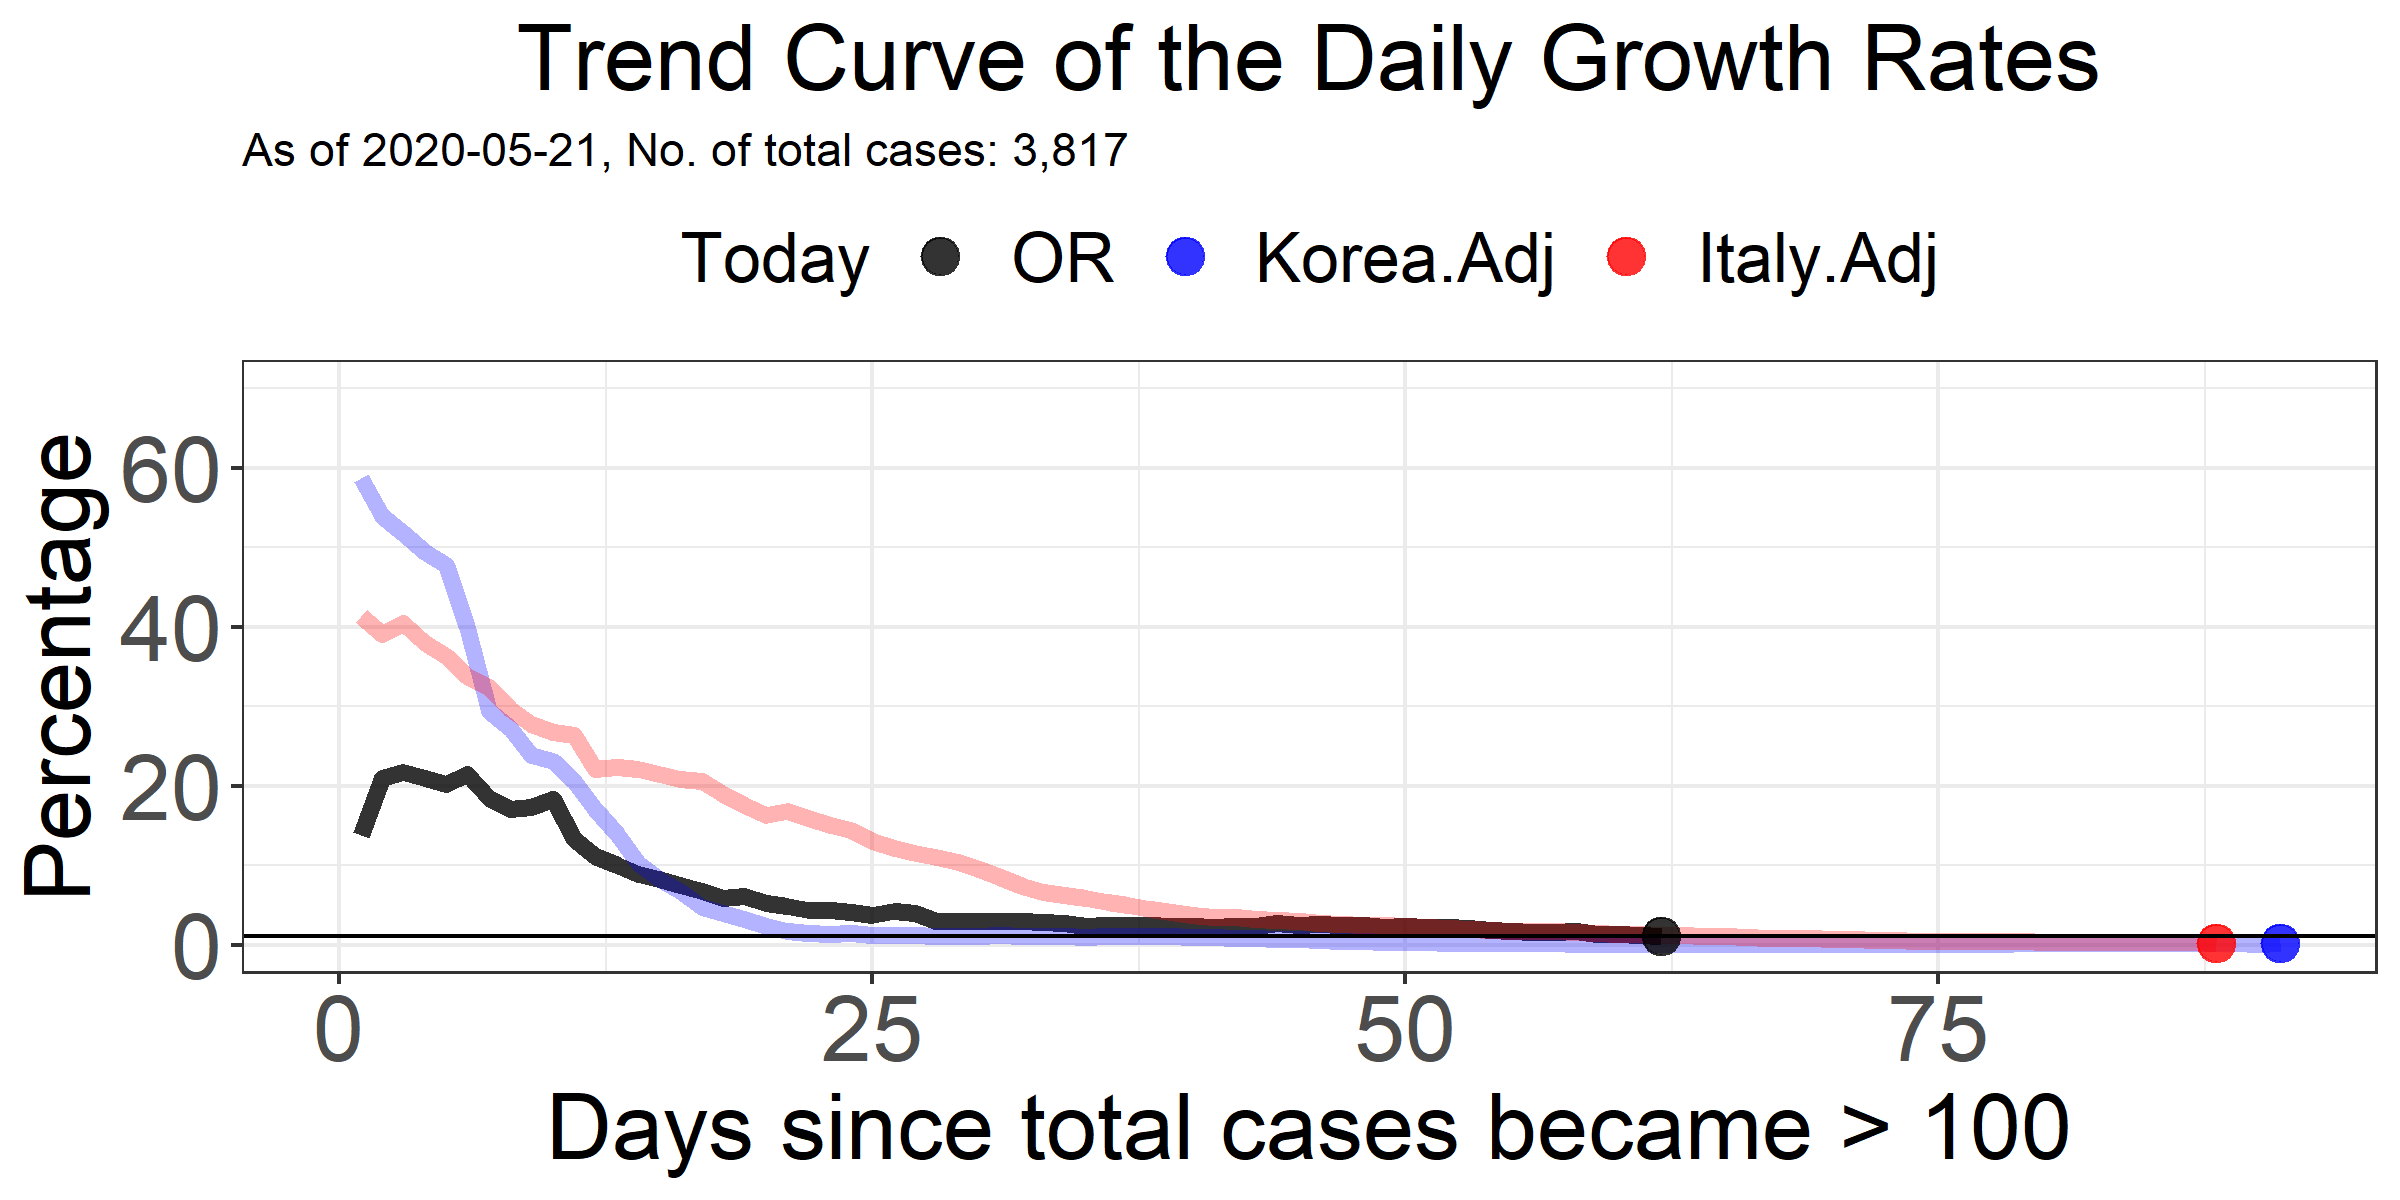 Trend Curve of the Daily Growth Rates
As of 2020-05-21, No. of total cases: 3,817
Today OR Korea.Adj Italy.Adj
Percentage
60
40
20
0
0 25 50 75
Days since total cases became > 100